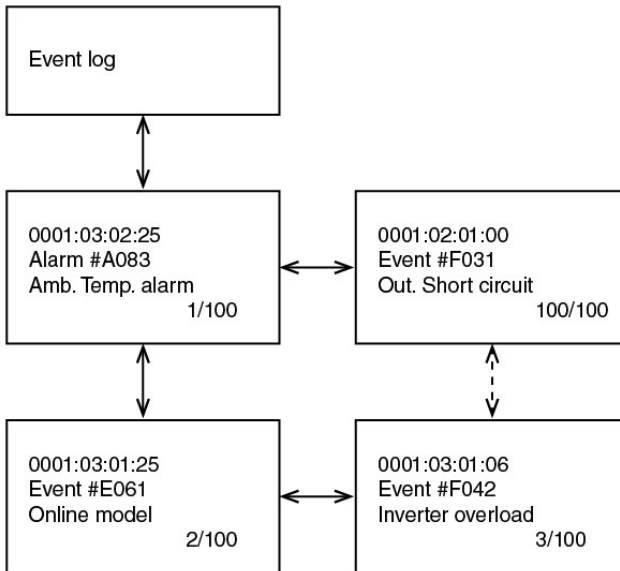 Event log
0001:03:02:25
Alarm #A083
Amb. Temp. alarm
1/100
0001:02:01:00
Event #F031
Out. Short circuit
100/100
0001:03:01:25
Event #E061
Online model
2/100
0001:03:01:06
Event #F042
Inverter overload
3/100